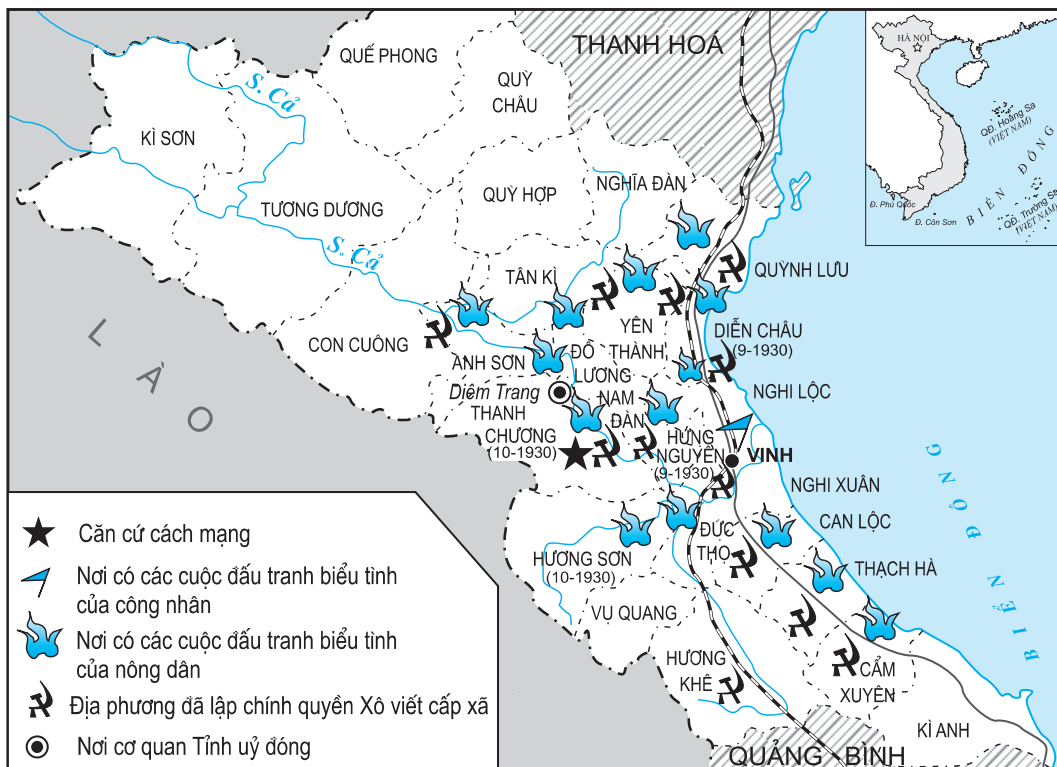 QUẾ PHONG
THANH HOÁ
QUỲ
CHÂU
S. Cả
KÌ SƠN
NGHĨA ĐÀN
QUỲ HỢP
TƯƠNG DƯƠNG
S. Cả
TÂN KÌ
QUỲNH LƯU
CON CUÔNG
YÊN
THÀNH
DIỄN CHÂU
(9-1930)
ANH SƠN
ĐÔ
LƯƠNG
Diêm Trang
NGHI LỘC
THANH
CHƯƠNG
(10-1930)
NAM
ĐÀN
HƯNG
NGUYÊN
(9-1930)
VINH
NGHI XUÂN
CAN LỘC
ĐỨC
THỌ
THẠCH HÀ
HƯƠNG SƠN
(10-1930)
VỤ QUANG
HƯƠNG
KHÊ
CẨM
XUYÊN
KÌ ANH
QUẢNG BÌNH
LÀO
BIỂN ĐÔNG
HÀ NỘI
QĐ. Hoàng Sa
(VIỆT NAM)
BIỂN ĐÔNG
Đ. Phú Quốc
Đ. Côn Sơn
QĐ. Trường Sa
(VIỆT NAM)
Căn cứ cách mạng
Nơi có các cuộc đấu tranh biểu tình
của công nhân
Nơi có các cuộc đấu tranh biểu tình
của nông dân
Địa phương đã lập chính quyền Xô viết cấp xã
Nơi cơ quan Tỉnh uỷ đóng